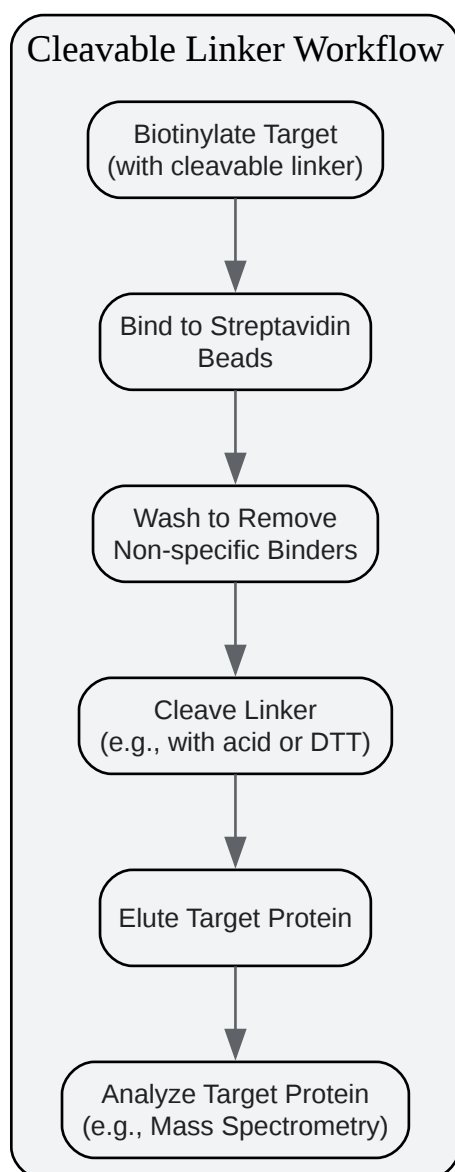 Cleavable Linker Workflow
Biotinylate Target
(with cleavable linker)
Bind to Streptavidin
Beads
Wash to Remove
Non-specific Binders
Cleave Linker
(e.g., with acid or DTT)
Elute Target Protein
Analyze Target Protein
(e.g., Mass Spectrometry)